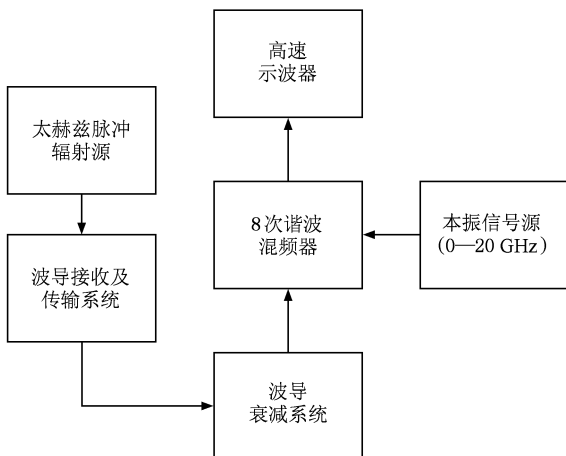 高速
示波器
太赫兹脉冲
辐射源
8次谐波
混频器
本振信号源
(0—20 GHz)
波导接收及
传输系统
波导
衰减系统